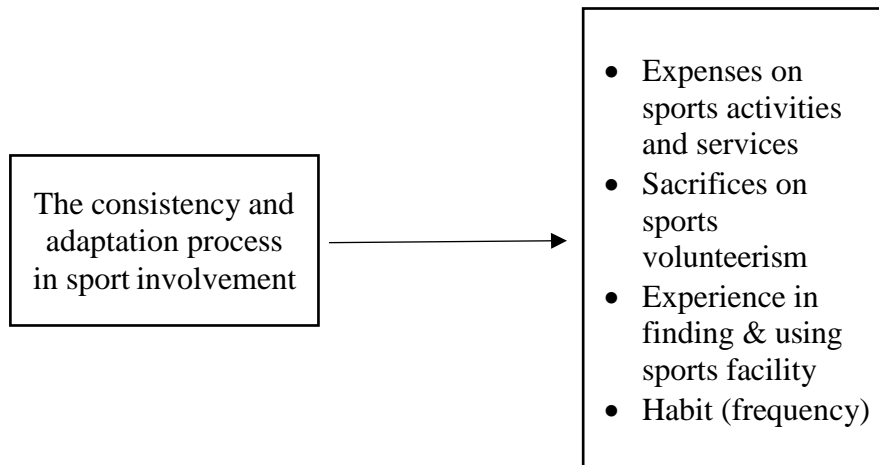 The consistency and
adaptation process
in sport involvement
• Expenses on
sports activities
and services
• Sacrifices on
sports
volunteerism
• Experience in
finding & using
sports facility
• Habit (frequency)